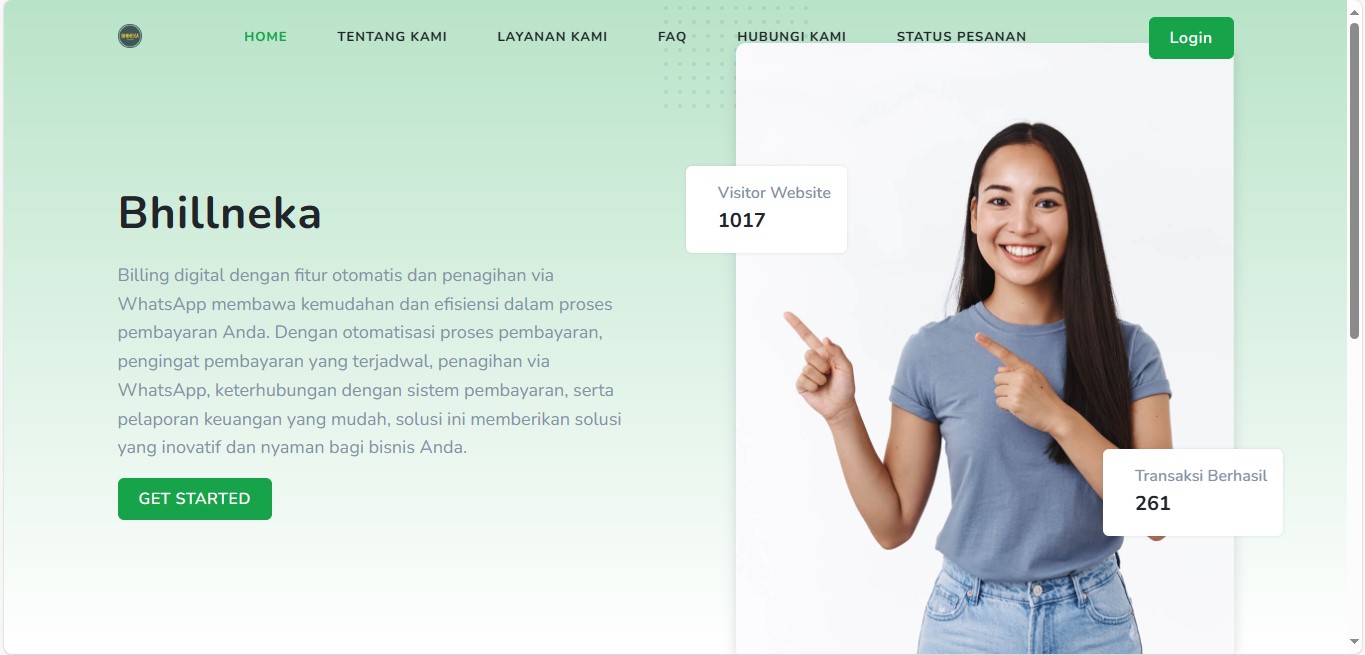 HOME TENTANG KAMI LAYANAN KAMI FAQ HUBUNGI KAMI STATUS PESANAN Login
Bhillneka
Billing digital dengan fitur otomatis dan penagihan via
WhatsApp membawa kemudahan dan efisiensi dalam proses
pembayaran Anda. Dengan otomatisasi proses pembayaran,
pengingat pembayaran yang terjadwal, penagihan via
WhatsApp, keterhubungan dengan sistem pembayaran, serta
pelaporan keuangan yang mudah, solusi ini memberikan solusi
yang inovatif dan nyaman bagi bisnis Anda.
GET STARTED
Visitor Website
1017
Transaksi Berhasil
261